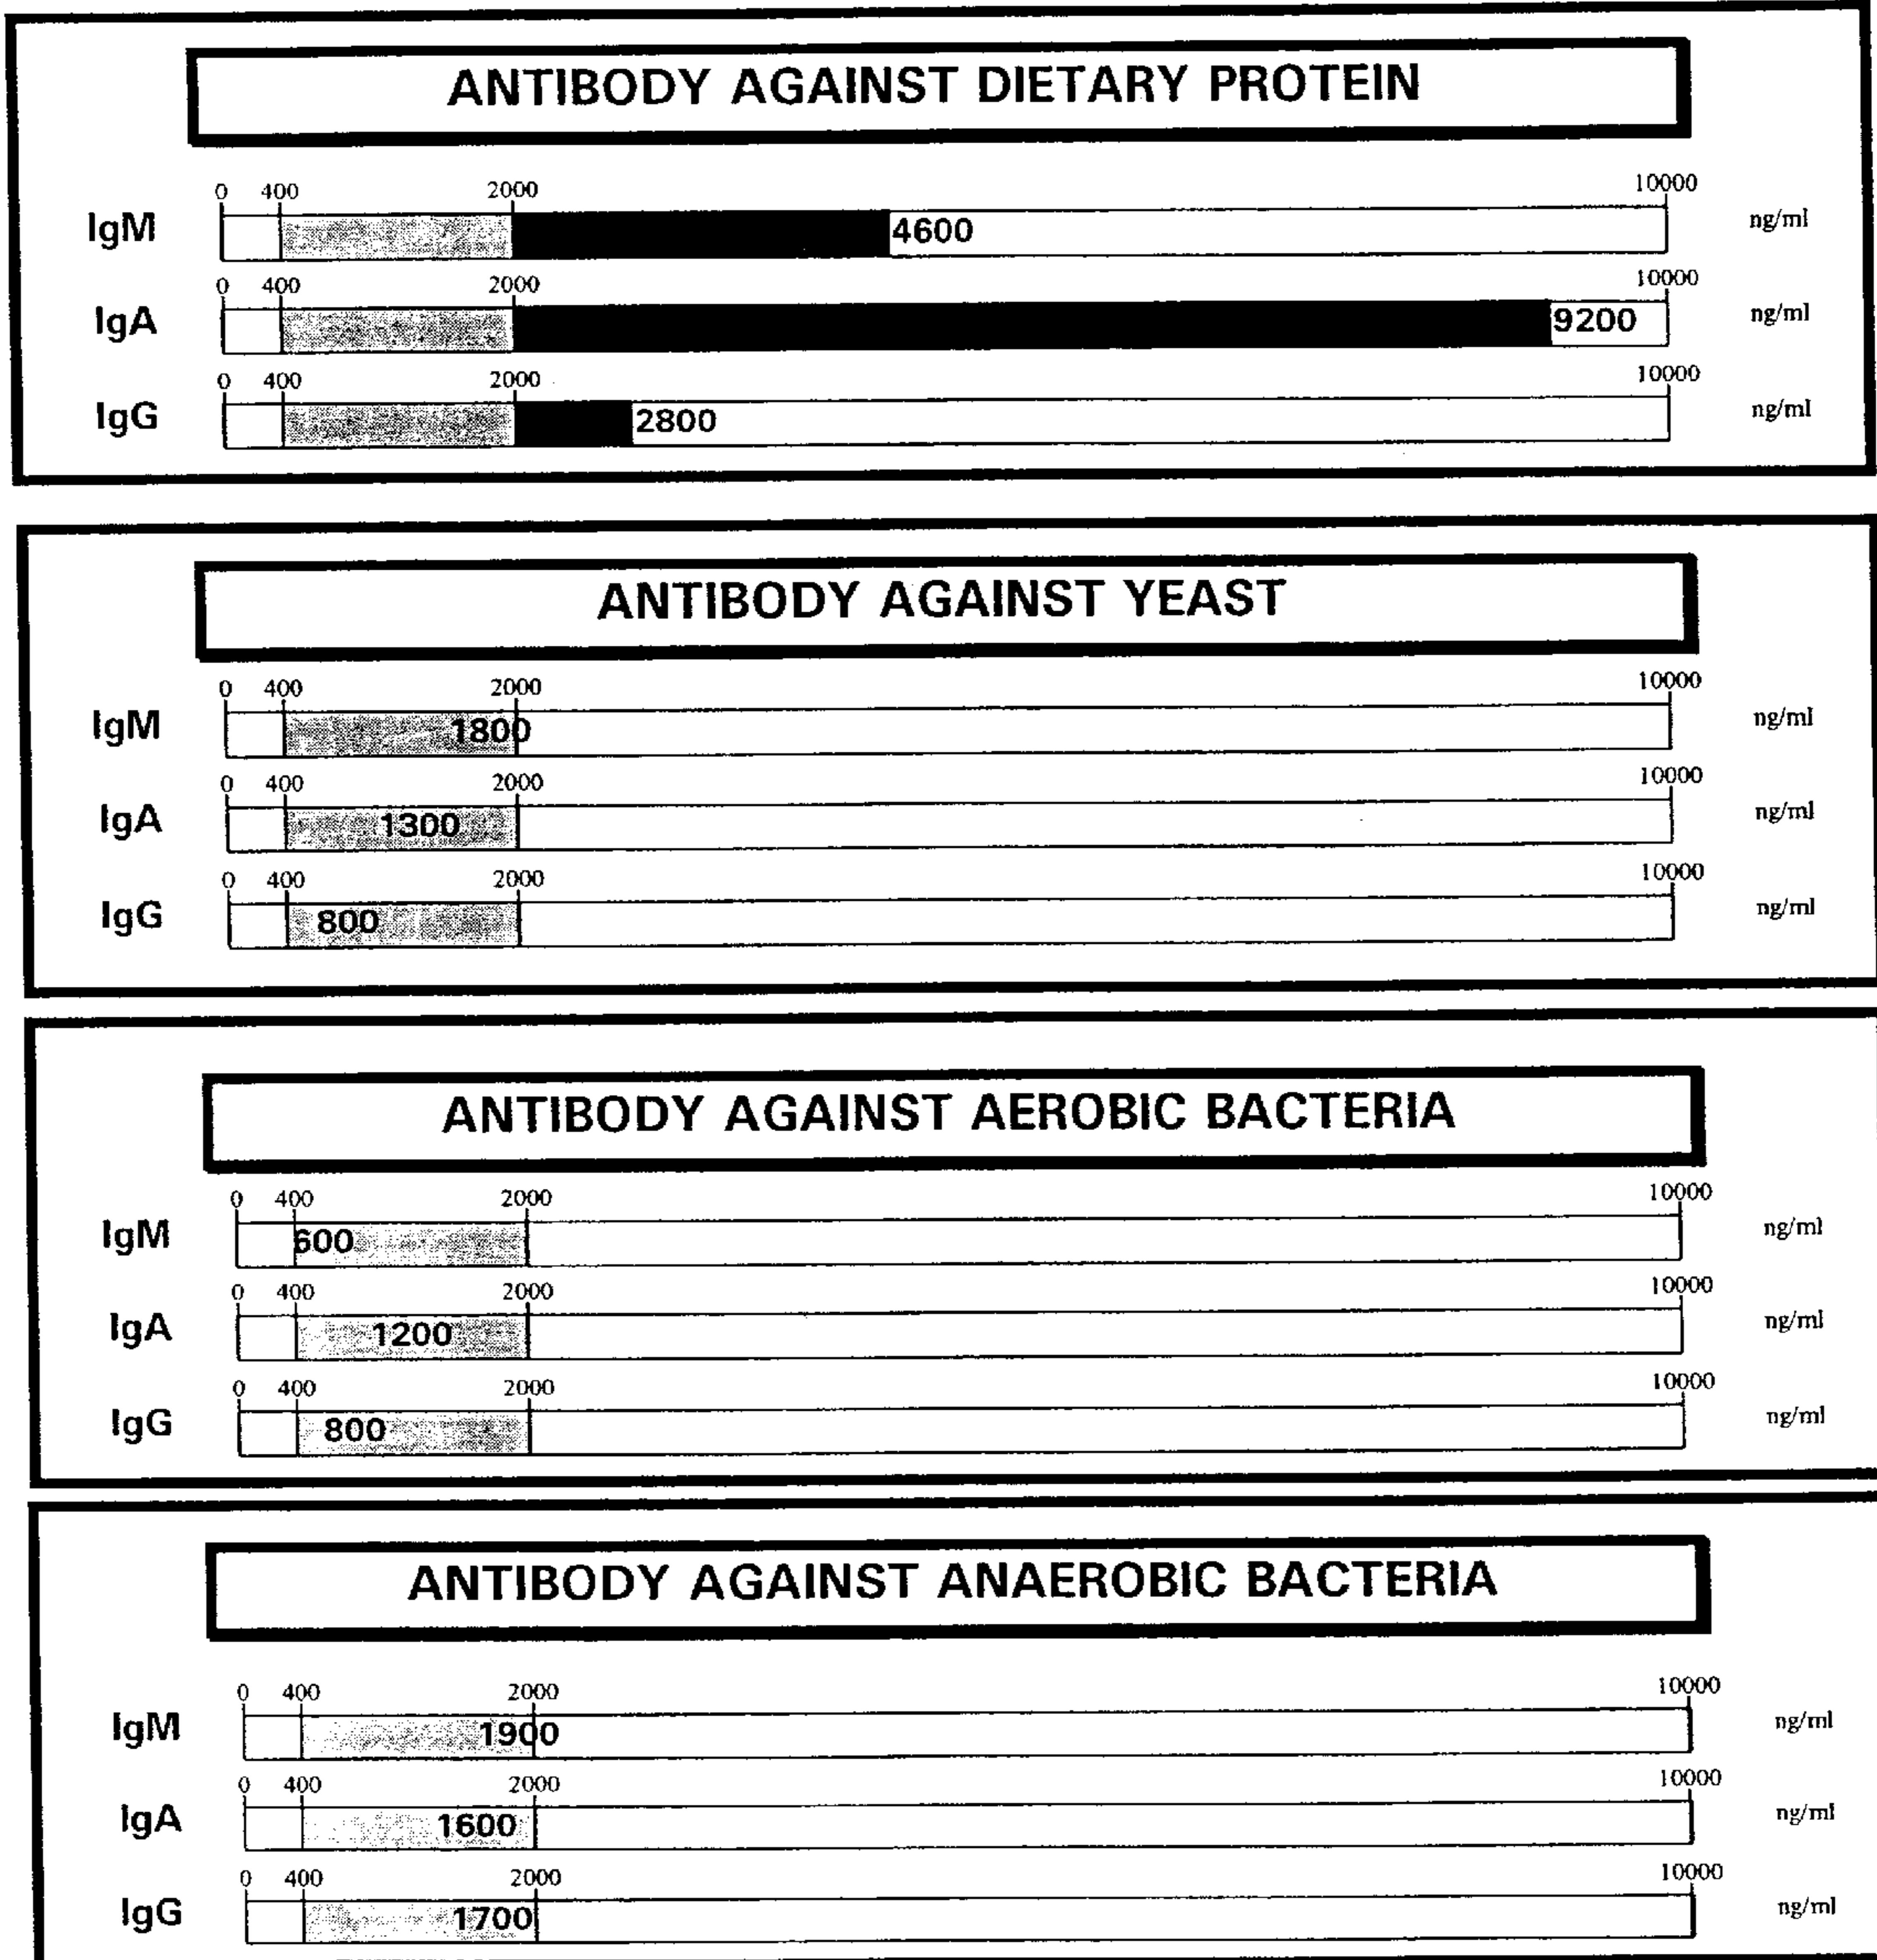 ANTIBODY AGAINST DIETARY PROTEIN
0 400 2000 10000
IgM 4600 ng/ml
0 400 2000 10000
IgA 9200 ng/ml
0 400 2000 10000
IgG 2800 ng/ml
ANTIBODY AGAINST YEAST
0 400 2000 10000
IgM 1800 ng/ml
0 400 2000 10000
IgA 1300 ng/ml
0 400 2000 10000
IgG 800 ng/ml
ANTIBODY AGAINST AEROBIC BACTERIA
0 400 2000 10000
IgM 600 ng/ml
0 400 2000 10000
IgA 1200 ng/ml
0 400 2000 10000
IgG 800 ng/ml
ANTIBODY AGAINST ANAEROBIC BACTERIA
0 400 2000 10000
IgM 1900 ng/ml
0 400 2000 10000
IgA 1600 ng/ml
0 400 2000 10000
IgG 1700 ng/ml